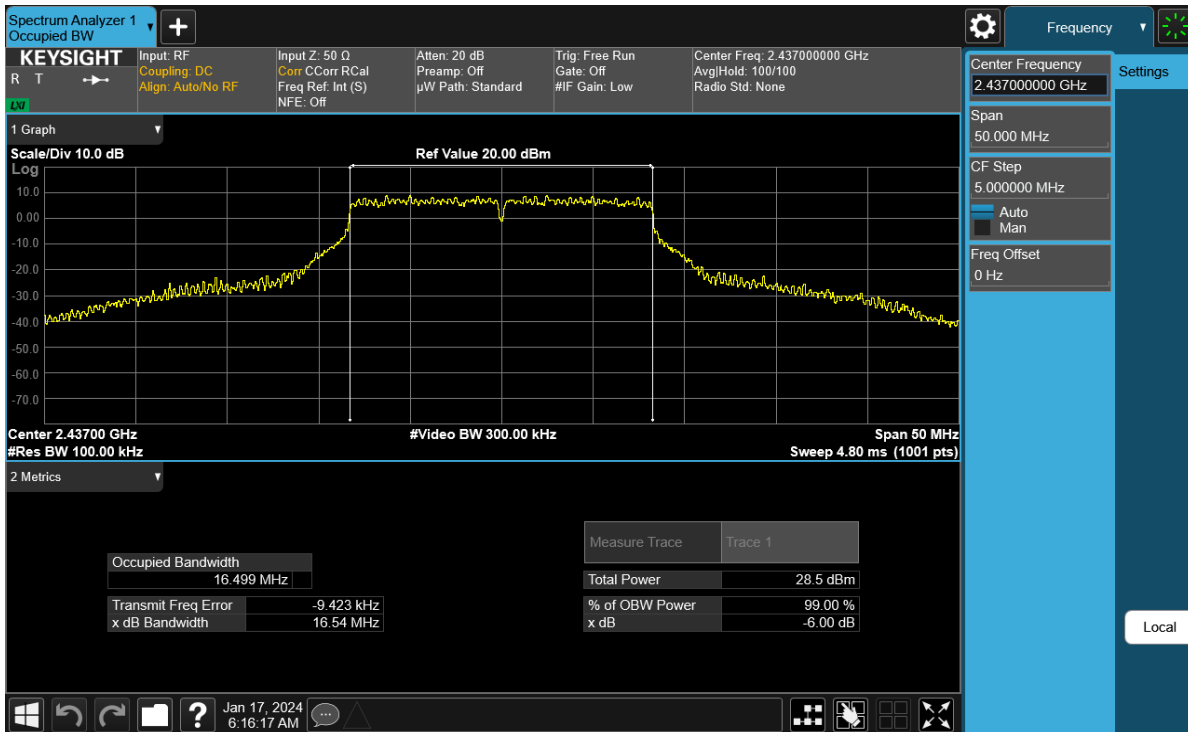 Spectrum Analyzer 1
Occupied BW
Frequency
KEYSIGHT
R T
LXI
Input: RF
Coupling: DC
Align: Auto/No RF
Input Z: 50 Ω
Corr CCorr RCal
Freq Ref: Int (S)
NFE: Off
Atten: 20 dB
Preamp: Off
µW Path: Standard
Trig: Free Run
Gate: Off
#IF Gain: Low
Center Freq: 2.437000000 GHz
Avg|Hold: 100/100
Radio Std: None
Center Frequency
2.437000000 GHz
Settings
Span
50.000 MHz
CF Step
5.000000 MHz
Auto
Man
Freq Offset
0 Hz
Local
1 Graph
Scale/Div 10.0 dB
Ref Value 20.00 dBm
Log
10.0
0.00
-10.0
-20.0
-30.0
-40.0
-50.0
-60.0
-70.0
Center 2.43700 GHz
#Video BW 300.00 kHz
Span 50 MHz
#Res BW 100.00 kHz
Sweep 4.80 ms (1001 pts)
2 Metrics
Measure Trace Trace 1
Occupied Bandwidth
16.499 MHz
Total Power 28.5 dBm
Transmit Freq Error -9.423 kHz
% of OBW Power 99.00 %
x dB Bandwidth 16.54 MHz
x dB -6.00 dB
?
Jan 17, 2024
6:16:17 AM